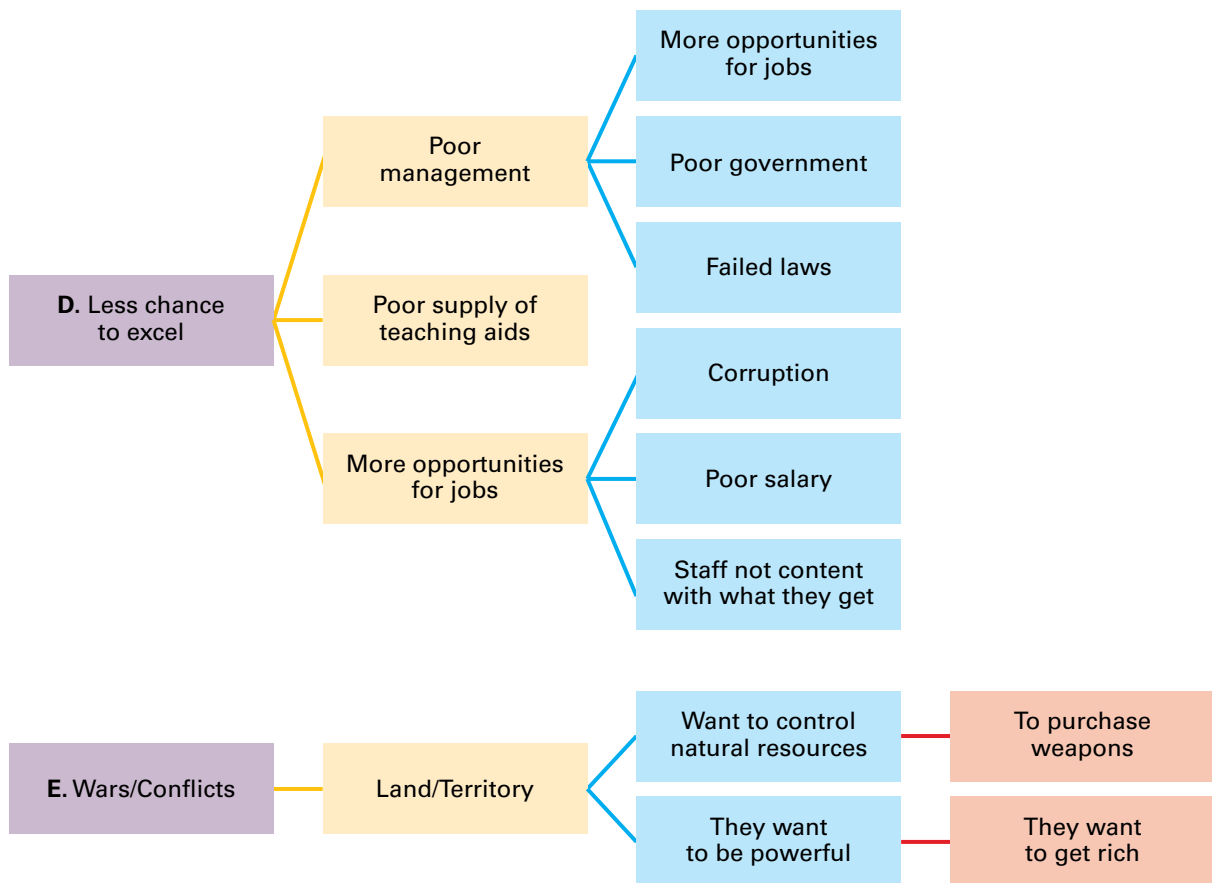 More opportunities
for jobs
Poor
management
Poor government
Failed laws
D. Less chance
to excel
Poor supply of
teaching aids
Corruption
More opportunities
for jobs
Poor salary
Staff not content
with what they get
Want to control
natural resources
To purchase
weapons
E. Wars/Conflicts
Land/Territory
They want
to be powerful
They want
to get rich